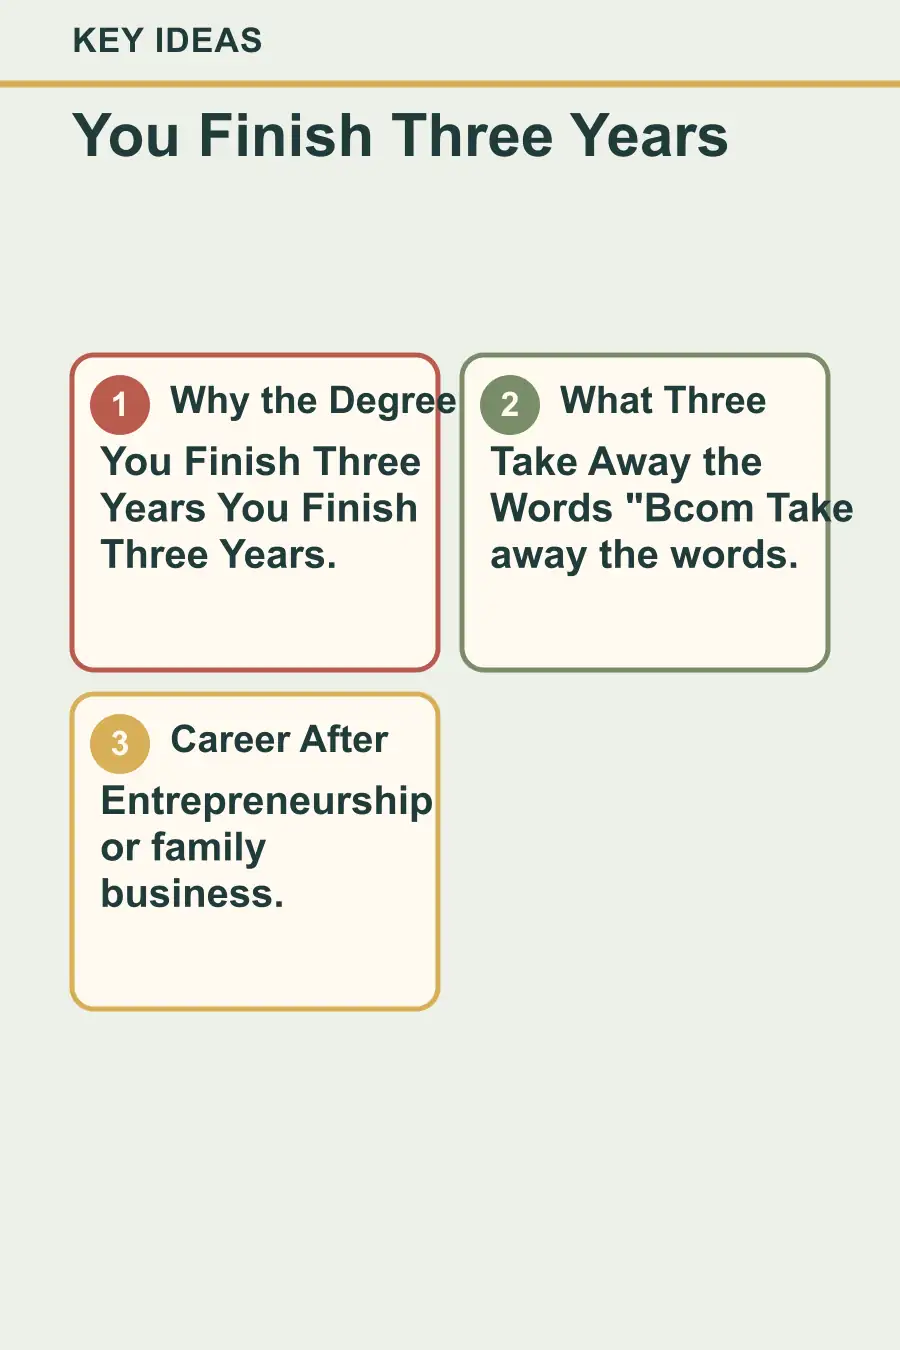 KEY IDEAS
You Finish Three Years
1 Why the Degree
You Finish Three
Years You Finish
Three Years.
2 What Three
Take Away the
Words "Bcom Take
away the words.
3 Career After
Entrepreneurship
or family
business.